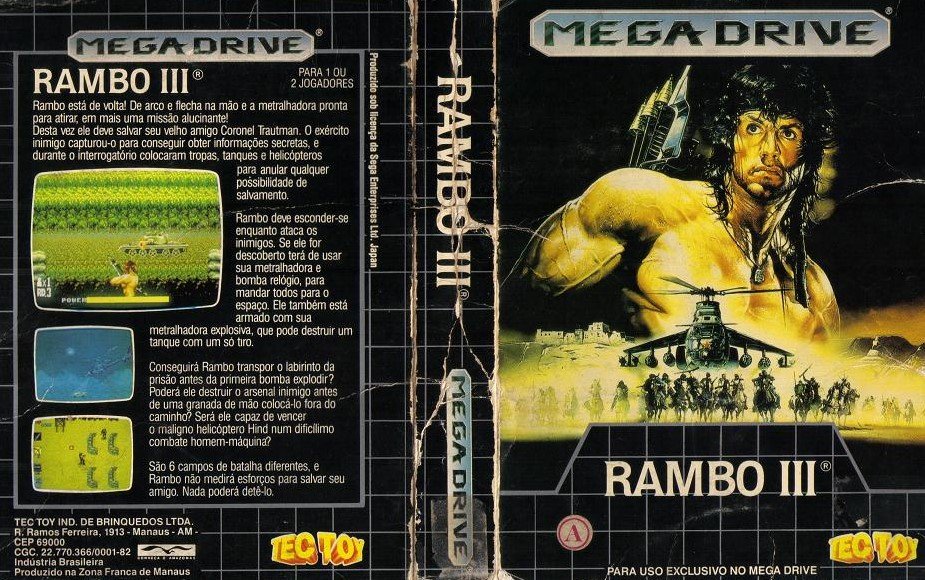 MEGA DRIVE®
RAMBO III®
PARA 1 OU
2 JOGADORES
Rambo está de volta! De arco e flecha na mão e a metralhadora pronta
para atirar, em mais uma missão alucinante!
Desta vez ele deve salvar seu velho amigo Coronel Trautman. O exército
inimigo capturou-o para conseguir obter informações secretas, e
durante o interrogatório colocaram tropas, tanques e helicópteros
para anular qualquer
possibilidade de
salvamento.
Rambo deve esconder-se
enquanto ataca os
inimigos. Se ele for
descoberto terá de usar
sua metralhadora e
bomba relógio, para
mandar todos para o
espaço. Ele também está
armado com sua
metralhadora explosiva, que pode destruir um
tanque com um só tiro.
Conseguirá Rambo transpor o labirinto da
prisão antes da primeira bomba explodir?
Poderá ele destruir o arsenal inimigo antes
de uma granada de mão colocá-lo fora do
caminho? Será ele capaz de vencer
o maligno helicóptero Hind num dificílimo
combate homem-máquina?
São 6 campos de batalha diferentes, e
Rambo não medirá esforços para salvar seu
amigo. Nada poderá detê-lo.
POWER
TEC TOY IND. DE BRINQUEDOS LTDA.
R. Ramos Ferreira, 1913 - Manaus - AM -
CEP 69000
CGC. 22.770.366/0001-82
Indústria Brasileira
Produzido na Zona Franca de Manaus
CONHEÇA O AMAZONAS
TEC TOY
Produzido sob licença da Sega Enterprises Ltd. Japan
RAMBO III®
MEGA DRIVE
MEGA DRIVE®
RAMBO III®
A
TEC TOY
PARA USO EXCLUSIVO NO MEGA DRIVE